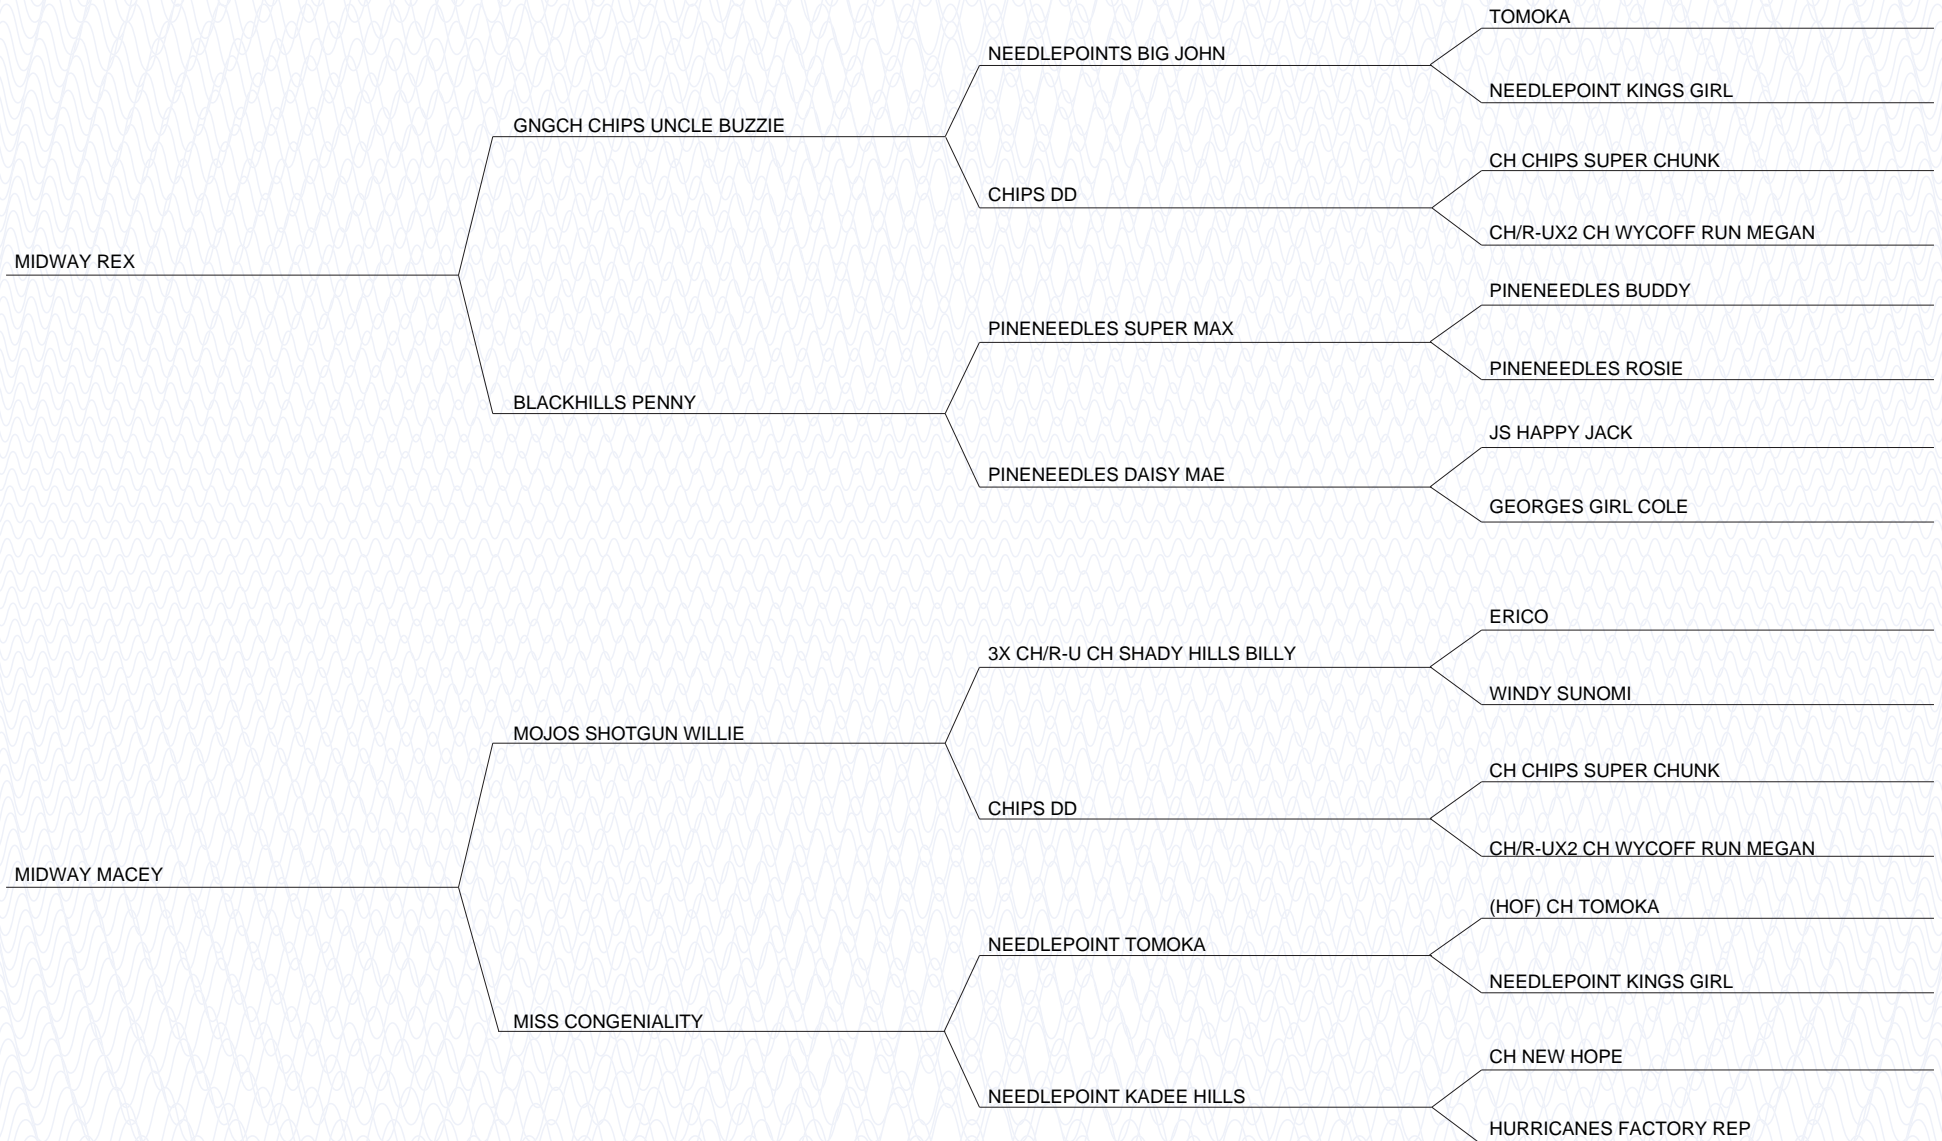 TOMOKA
NEEDLEPOINTS BIG JOHN
NEEDLEPOINT KINGS GIRL
GNGCH CHIPS UNCLE BUZZIE
CH CHIPS SUPER CHUNK
CHIPS DD
CH/R-UX2 CH WYCOFF RUN MEGAN
MIDWAY REX
PINENEEDLES BUDDY
PINENEEDLES SUPER MAX
PINENEEDLES ROSIE
BLACKHILLS PENNY
JS HAPPY JACK
PINENEEDLES DAISY MAE
GEORGES GIRL COLE
ERICO
3X CH/R-U CH SHADY HILLS BILLY
WINDY SUNOMI
MOJOS SHOTGUN WILLIE
CH CHIPS SUPER CHUNK
CHIPS DD
CH/R-UX2 CH WYCOFF RUN MEGAN
MIDWAY MACEY
(HOF) CH TOMOKA
NEEDLEPOINT TOMOKA
NEEDLEPOINT KINGS GIRL
MISS CONGENIALITY
CH NEW HOPE
NEEDLEPOINT KADEE HILLS
HURRICANES FACTORY REP